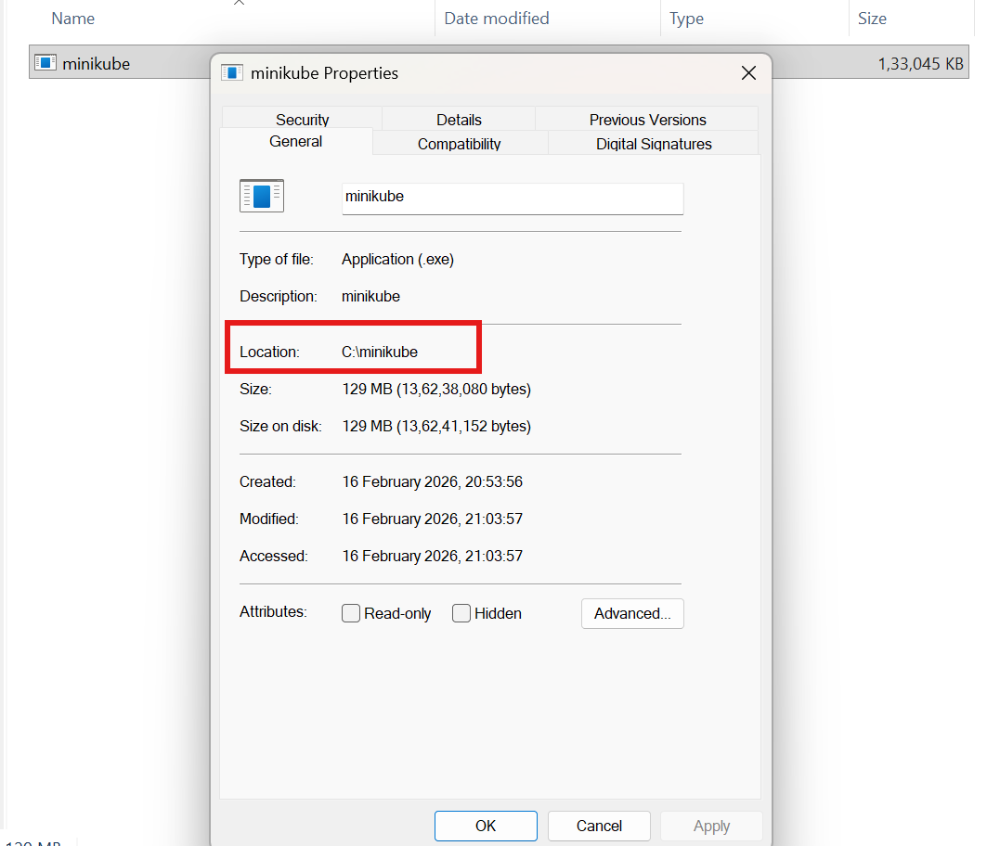 Name Date modified Type Size
minikube 1,33,045 KB
minikube Properties
Security Details Previous Versions
General Compatibility Digital Signatures
minikube
Type of file: Application (.exe)
Description: minikube
Location: C:\minikube
Size: 129 MB (13,62,38,080 bytes)
Size on disk: 129 MB (13,62,41,152 bytes)
Created: 16 February 2026, 20:53:56
Modified: 16 February 2026, 21:03:57
Accessed: 16 February 2026, 21:03:57
Attributes: Read-only Hidden Advanced...
OK Cancel Apply
129 MB